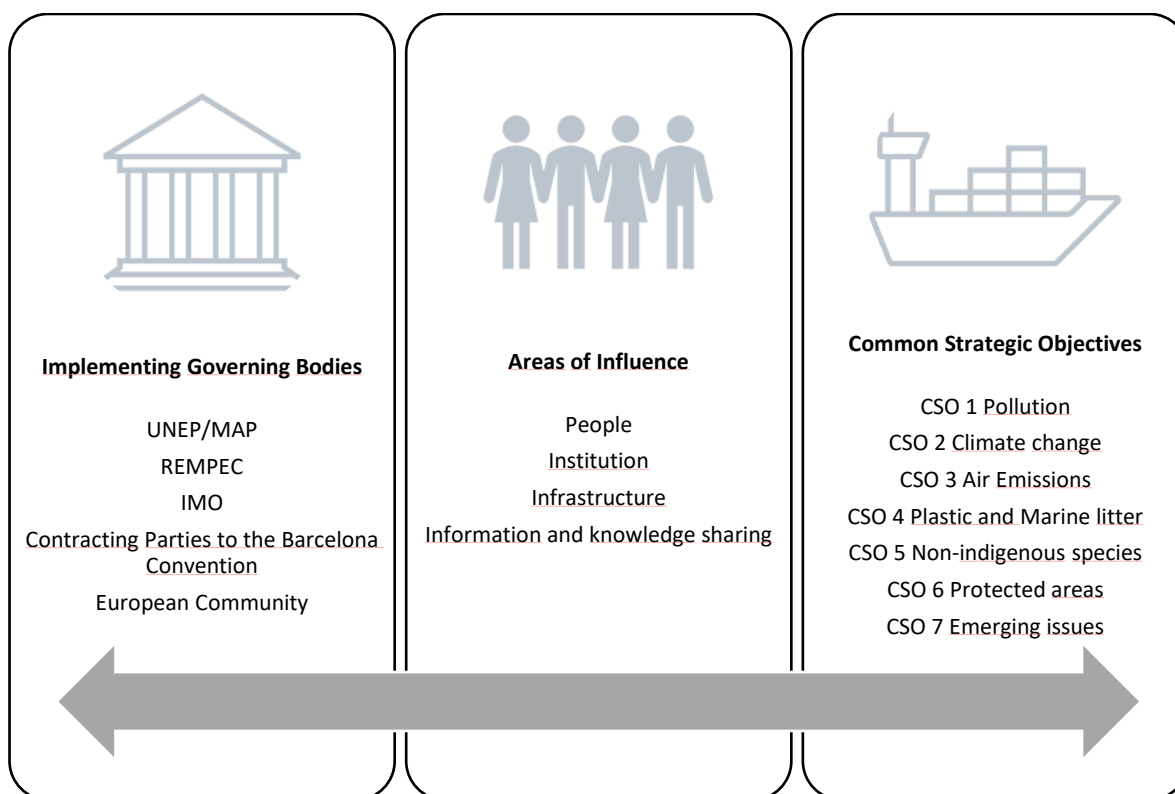 Implementing Governing Bodies
UNEP/MAP
REMPEC
IMO
Contracting Parties to the Barcelona
Convention
European Community
Areas of Influence
People
Institution
Infrastructure
Information and knowledge sharing
Common Strategic Objectives
CSO 1 Pollution
CSO 2 Climate change
CSO 3 Air Emissions
CSO 4 Plastic and Marine litter
CSO 5 Non-indigenous species
CSO 6 Protected areas
CSO 7 Emerging issues